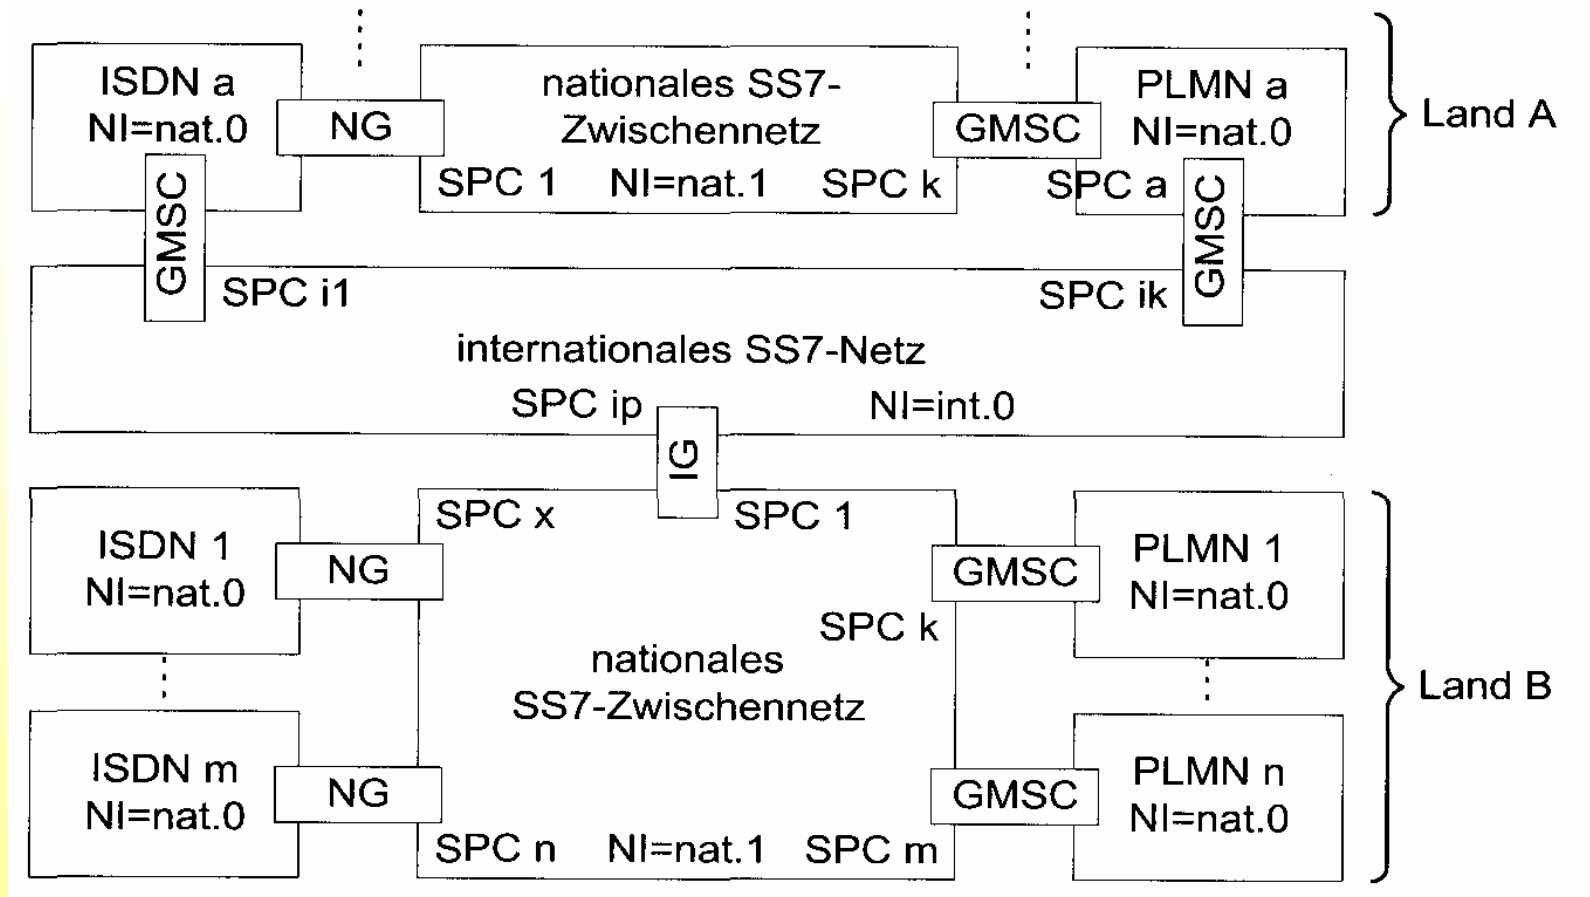 ISDN a
NI=nat.0
NG
nationales SS7-
Zwischennetz
SPC 1 NI=nat.1 SPC k
GMSC
PLMN a
NI=nat.0
SPC a
Land A
GMSC
GMSC
SPC i1
SPC ik
internationales SS7-Netz
SPC ip
NI=int.0
IG
ISDN 1
NI=nat.0
NG
SPC x
SPC 1
GMSC
PLMN 1
NI=nat.0
SPC k
nationales
SS7-Zwischennetz
Land B
ISDN m
NI=nat.0
NG
GMSC
PLMN n
NI=nat.0
SPC n NI=nat.1 SPC m